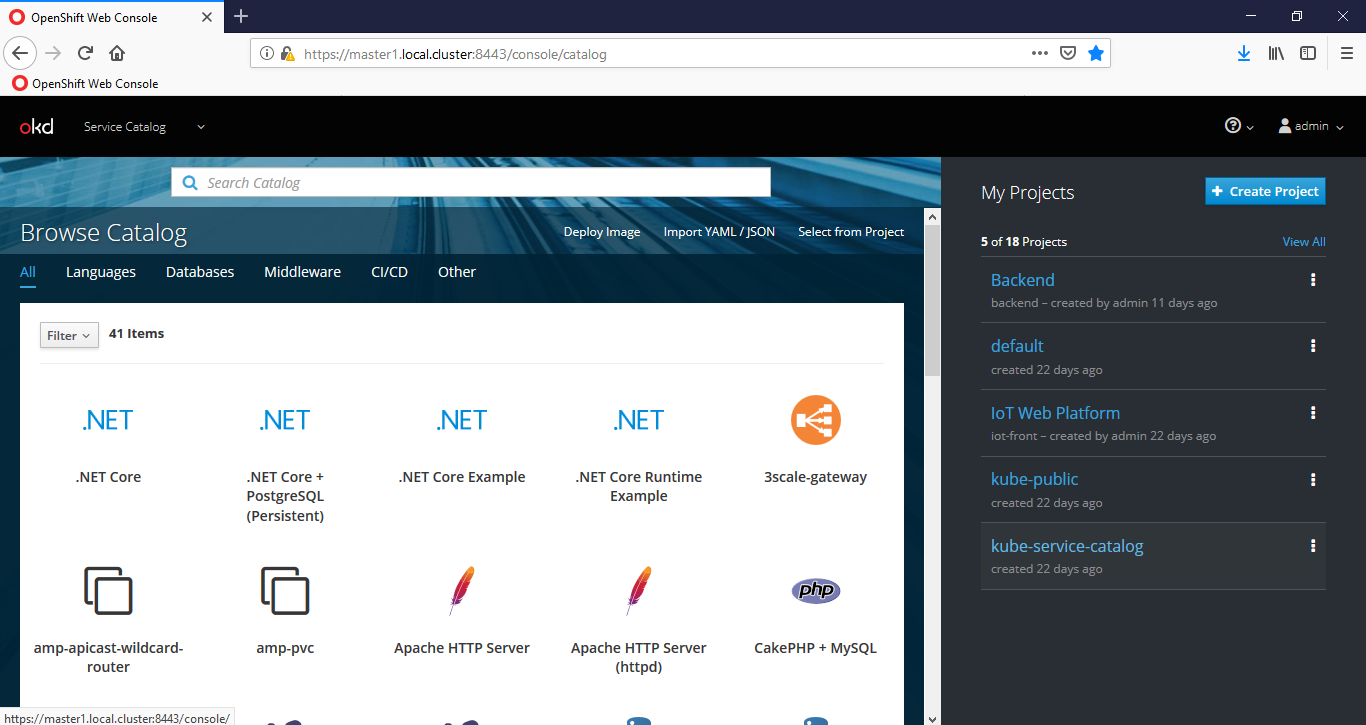 OpenShift Web Console
https://master1.local.cluster:8443/console/catalog
OpenShift Web Console
okd
Service Catalog
admin
Search Catalog
Browse Catalog
Deploy Image
Import YAML / JSON
Select from Project
All
Languages
Databases
Middleware
CI/CD
Other
Filter
41 Items
.NET
.NET
.NET
.NET
.NET Core
.NET Core +
PostgreSQL
(Persistent)
.NET Core Example
.NET Core Runtime
Example
3scale-gateway
php
amp-apicast-wildcard-
router
amp-pvc
Apache HTTP Server
Apache HTTP Server
(httpd)
CakePHP + MySQL
https://master1.local.cluster:8443/console/
My Projects
+ Create Project
5 of 18 Projects
View All
Backend
backend – created by admin 11 days ago
default
created 22 days ago
IoT Web Platform
iot-front – created by admin 22 days ago
kube-public
created 22 days ago
kube-service-catalog
created 22 days ago